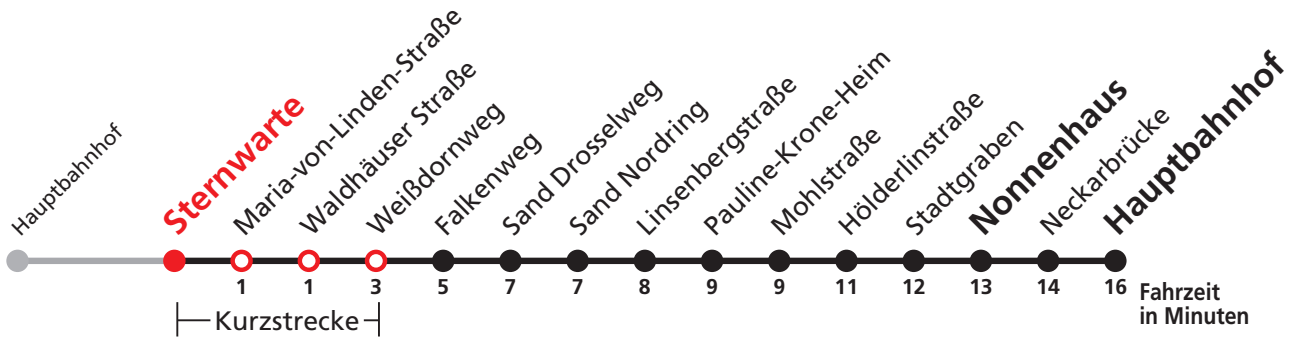 Hauptbahnhof
Sternwarte
Maria-von-Linden-Straße
Waldhäuser Straße
Weißdornweg
Falkenweg
Sand Drosselweg
Sand Nordring
Linsenbergstraße
Pauline-Krone-Heim
Mohlstraße
Hölderlinstraße
Stadtgraben
Nonnenhaus
Neckarbrücke
Hauptbahnhof
1 1 3 5 7 7 8 9 9 11 12 13 14 16
Fahrzeit
in Minuten
Kurzstrecke